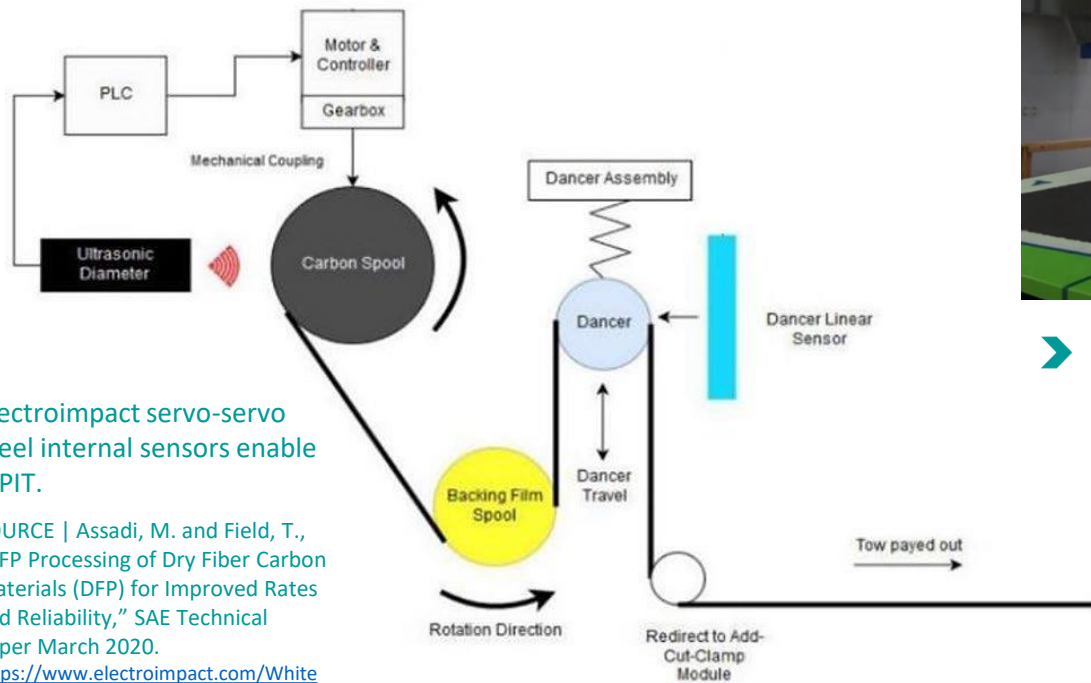 Motor &
Controller
PLC
Gearbox
Mechanical Coupling
Dancer Assembly
Ultrasonic
Diameter
Carbon Spool
Dancer
Dancer Linear
Sensor
ectroimpact servo-servo
eel internal sensors enable
PIT.
Backing Film
Spool
Dancer
Travel
URCE | Assadi, M. and Field, T.,
FP Processing of Dry Fiber Carbon
aterials (DFP) for Improved Rates
d Reliability,” SAE Technical
per March 2020.
ps://www.electroimpact.com/White
Tow payed out
Rotation Direction
Redirect to Add-
Cut-Clamp
Module